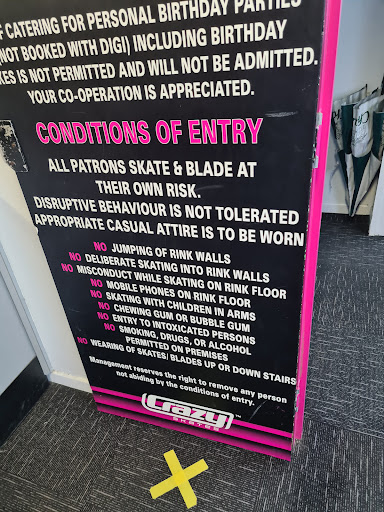 F CATERING FOR PERSONAL BIRTHDAY PARTIES
NOT BOOKED WITH DIGI) INCLUDING BIRTHDAY
KES IS NOT PERMITTED AND WILL NOT BE ADMITTED.
YOUR CO-OPERATION IS APPRECIATED.
CONDITIONS OF ENTRY
ALL PATRONS SKATE & BLADE AT
THEIR OWN RISK.
DISRUPTIVE BEHAVIOUR IS NOT TOLERATED
APPROPRIATE CASUAL ATTIRE IS TO BE WORN
NO JUMPING OF RINK WALLS
NO DELIBERATE SKATING INTO RINK WALLS
NO MISCONDUCT WHILE SKATING ON RINK FLOOR
NO MOBILE PHONES ON RINK FLOOR
NO SKATING WITH CHILDREN IN ARMS
NO CHEWING GUM OR BUBBLE GUM
NO ENTRY TO INTOXICATED PERSONS
NO SMOKING, DRUGS, OR ALCOHOL
PERMITTED ON PREMISES
NO WEARING OF SKATES/ BLADES UP OR DOWN STAIRS
Management reserves the right to remove any person
not abiding by the conditions of entry.
Crazy
SKATES